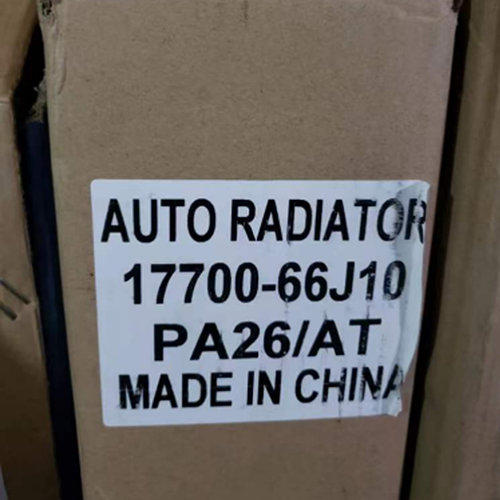 AUTO RADIATOR
17700-66J10
PA26/AT
MADE IN CHINA